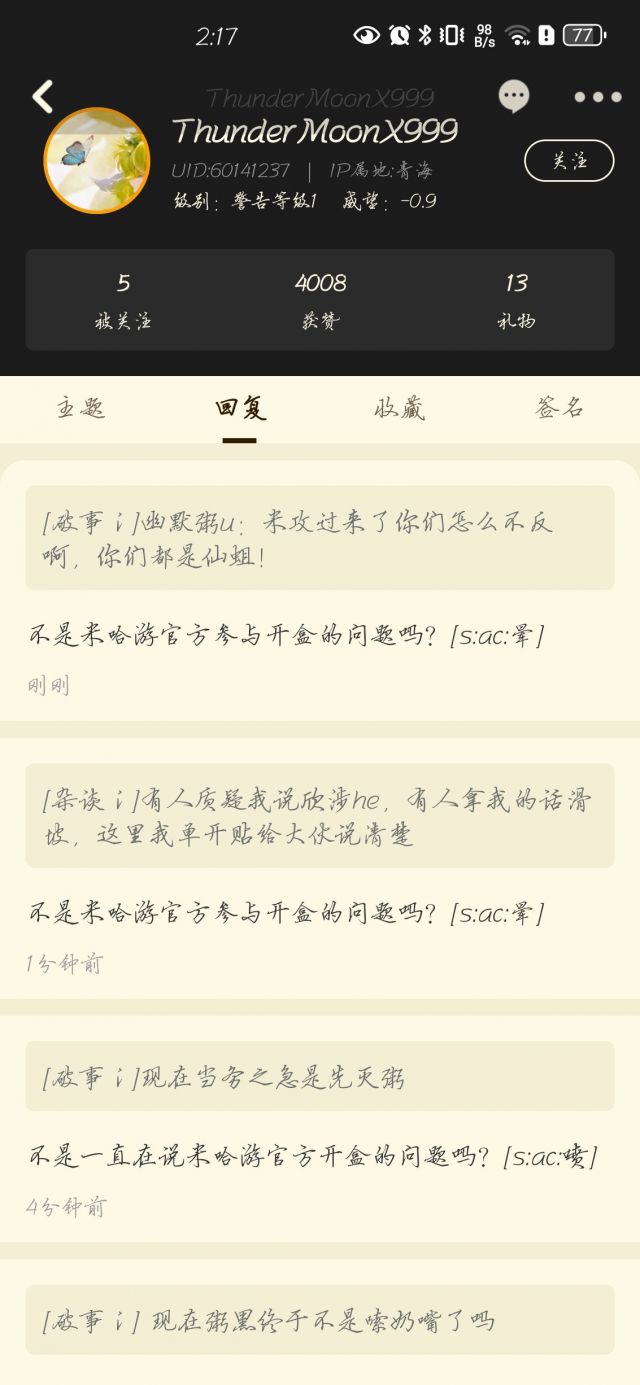 2:17
98
B/s
77
ThunderMoonX999
ThunderMoonX999
关注
UID:60141237 | IP属地:青海
级别：警告等级1 威望：-0.9
5 4008 13
被关注 获赞 礼物
主题 回复 收藏 签名
[破事氵]幽默粥u：米攻过来了你们怎么不反
啊，你们都是仙蛆！
不是米哈游官方参与开盒的问题吗？[s:ac:晕]
刚刚
[杂谈氵]有人质疑我说欣涉he，有人拿我的话滑
坡，这里我单开贴给大伙说清楚
不是米哈游官方参与开盒的问题吗？[s:ac:晕]
1分钟前
[破事氵]现在当务之急是先灭粥
不是一直在说米哈游官方开盒的问题吗？[s:ac:喷]
4分钟前
[破事氵] 现在粥黑终于不是嗦奶嘴了吗